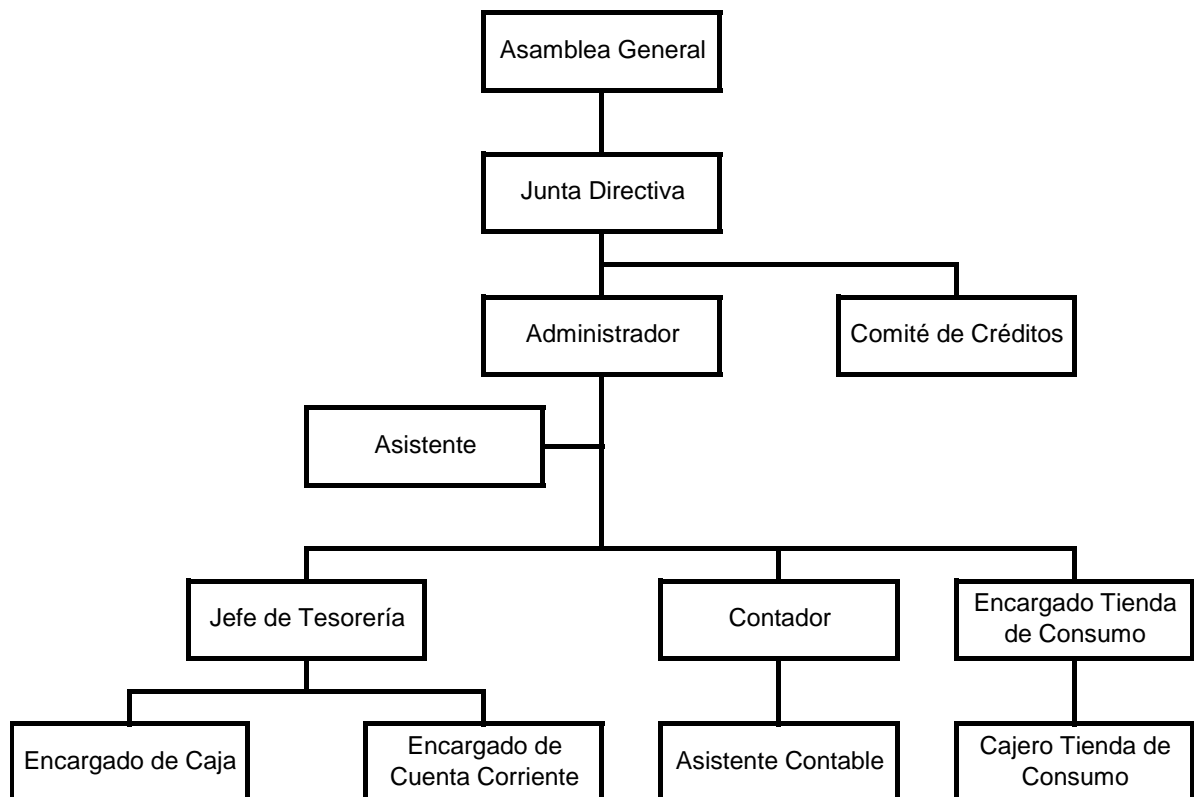 Asamblea General
Junta Directiva
Administrador
Comité de Créditos
Asistente
Jefe de Tesorería
Contador
Encargado Tienda
de Consumo
Encargado de Caja
Encargado de
Cuenta Corriente
Asistente Contable
Cajero Tienda de
Consumo